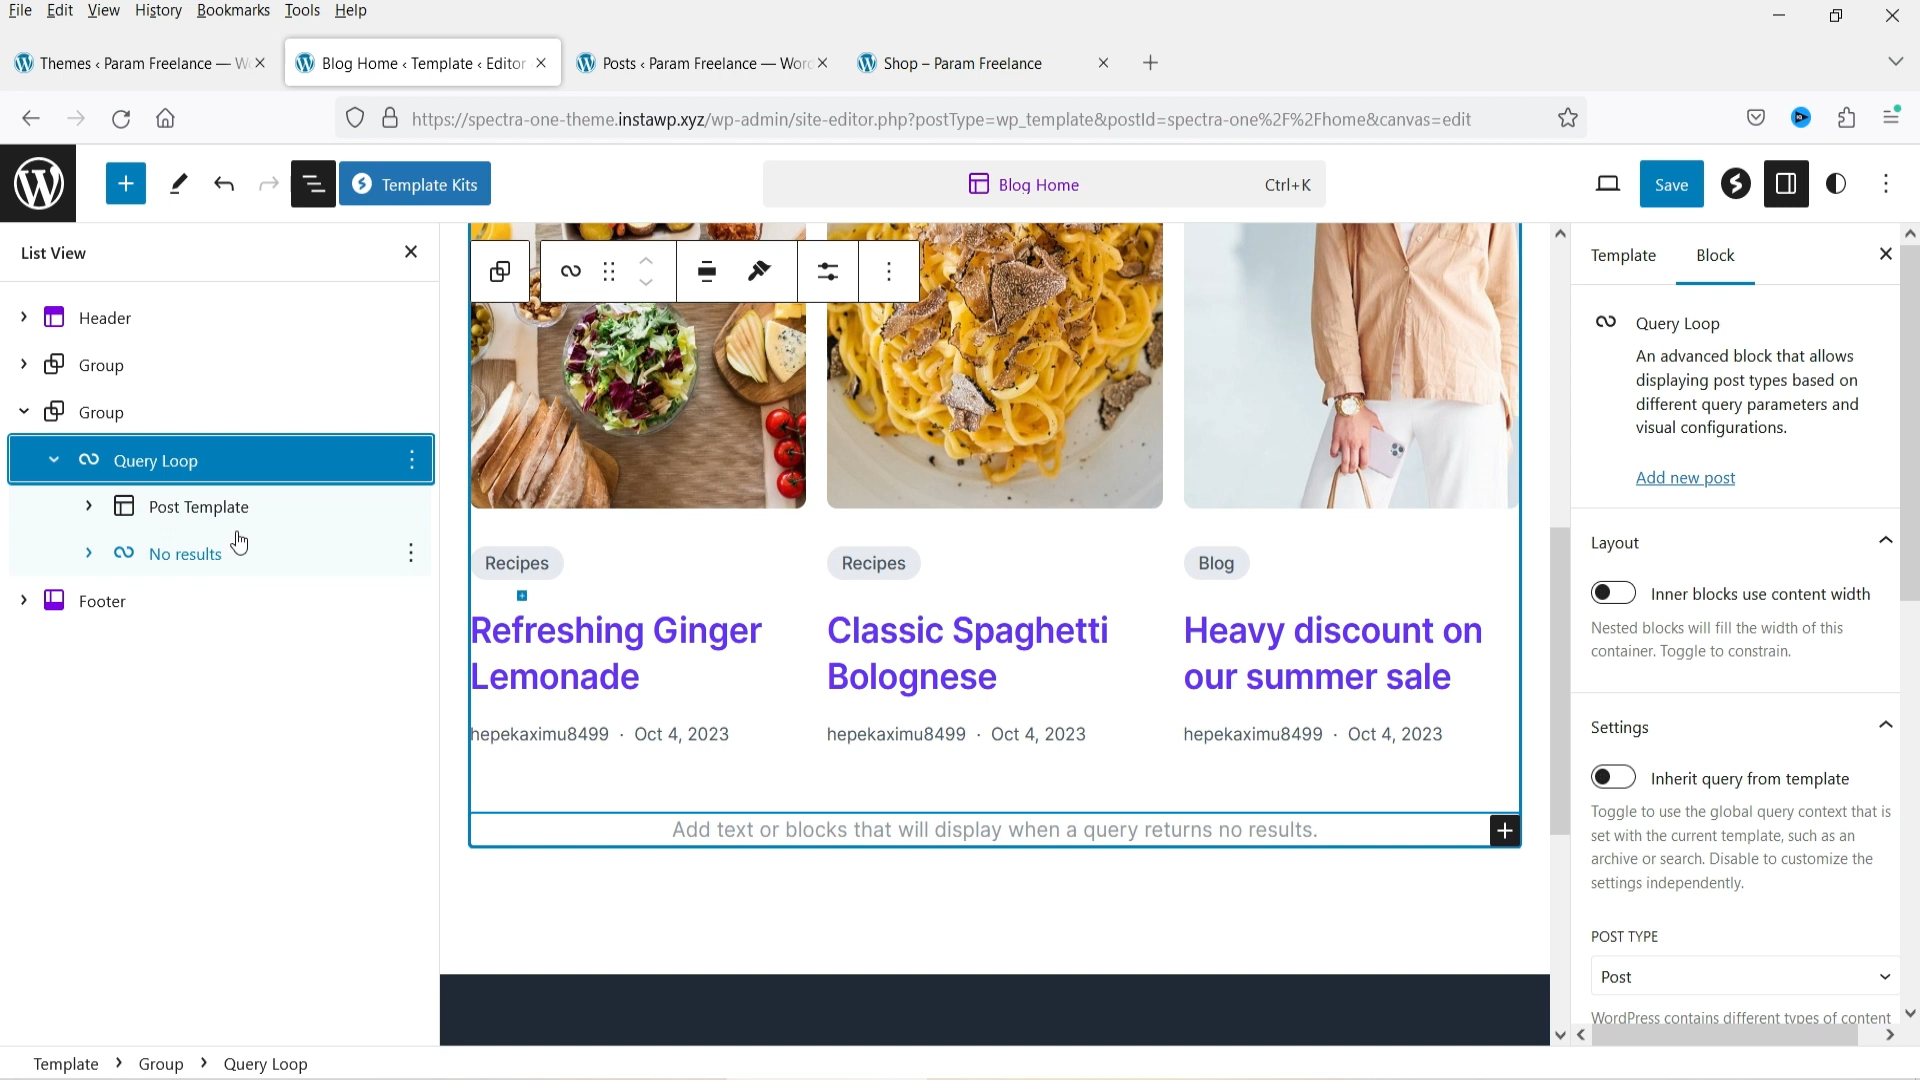 File Edit View History Bookmarks Tools Help
Themes ‹ Param Freelance — W
Blog Home ‹ Template ‹ Editor
Posts ‹ Param Freelance — Wor
Shop – Param Freelance
https://spectra-one-theme.instawp.xyz/wp-admin/site-editor.php?postType=wp_template&postId=spectra-one%2F%2Fhome&canvas=edit
Template Kits
Blog Home
Ctrl+K
Save
List View
Header
Group
Group
Query Loop
Post Template
No results
Footer
Recipes
Refreshing Ginger
Lemonade
hepekaximu8499 · Oct 4, 2023
Recipes
Classic Spaghetti
Bolognese
hepekaximu8499 · Oct 4, 2023
Blog
Heavy discount on
our summer sale
hepekaximu8499 · Oct 4, 2023
Add text or blocks that will display when a query returns no results.
Template Block
Query Loop
An advanced block that allows
displaying post types based on
different query parameters and
visual configurations.
Add new post
Layout
Inner blocks use content width
Nested blocks will fill the width of this
container. Toggle to constrain.
Settings
Inherit query from template
Toggle to use the global query context that is
set with the current template, such as an
archive or search. Disable to customize the
settings independently.
POST TYPE
Post
WordPress contains different types of content
Template › Group › Query Loop